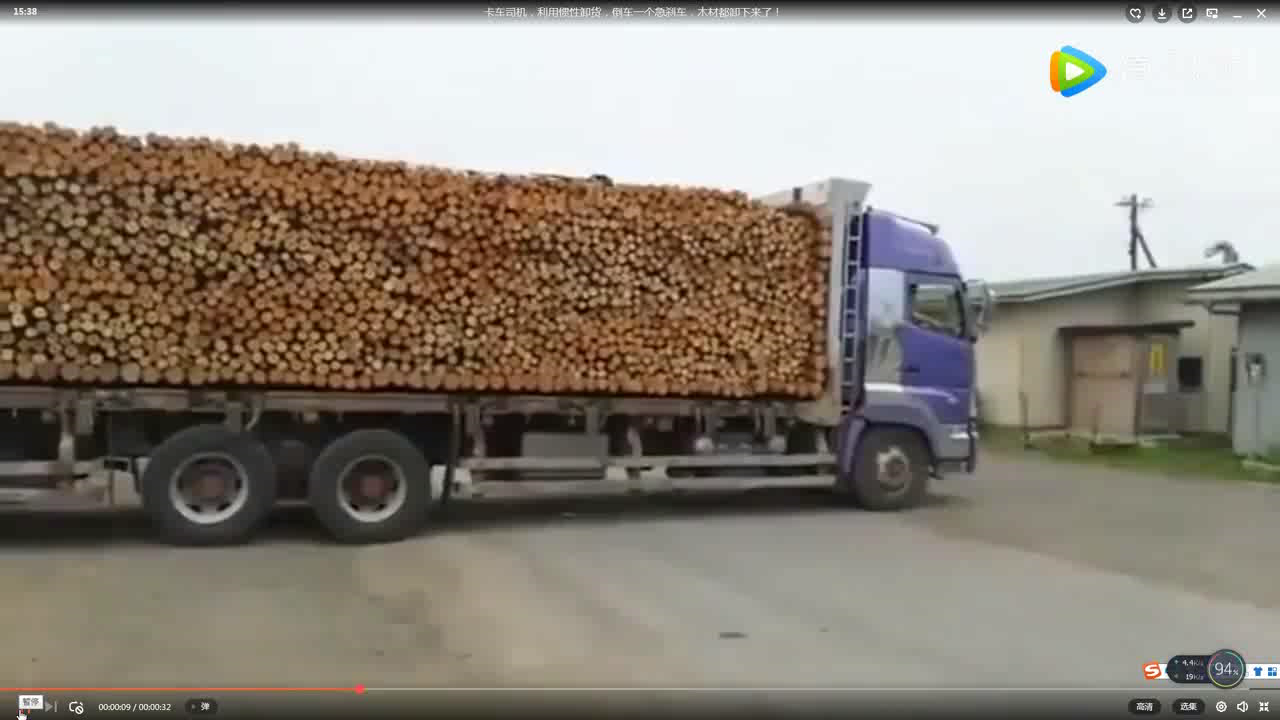 15:38
卡车司机，利用惯性卸货，倒车一个急刹车，木材都卸下来了！
94%
暂停
00:00:09 / 00:00:32
弹
高清
选集